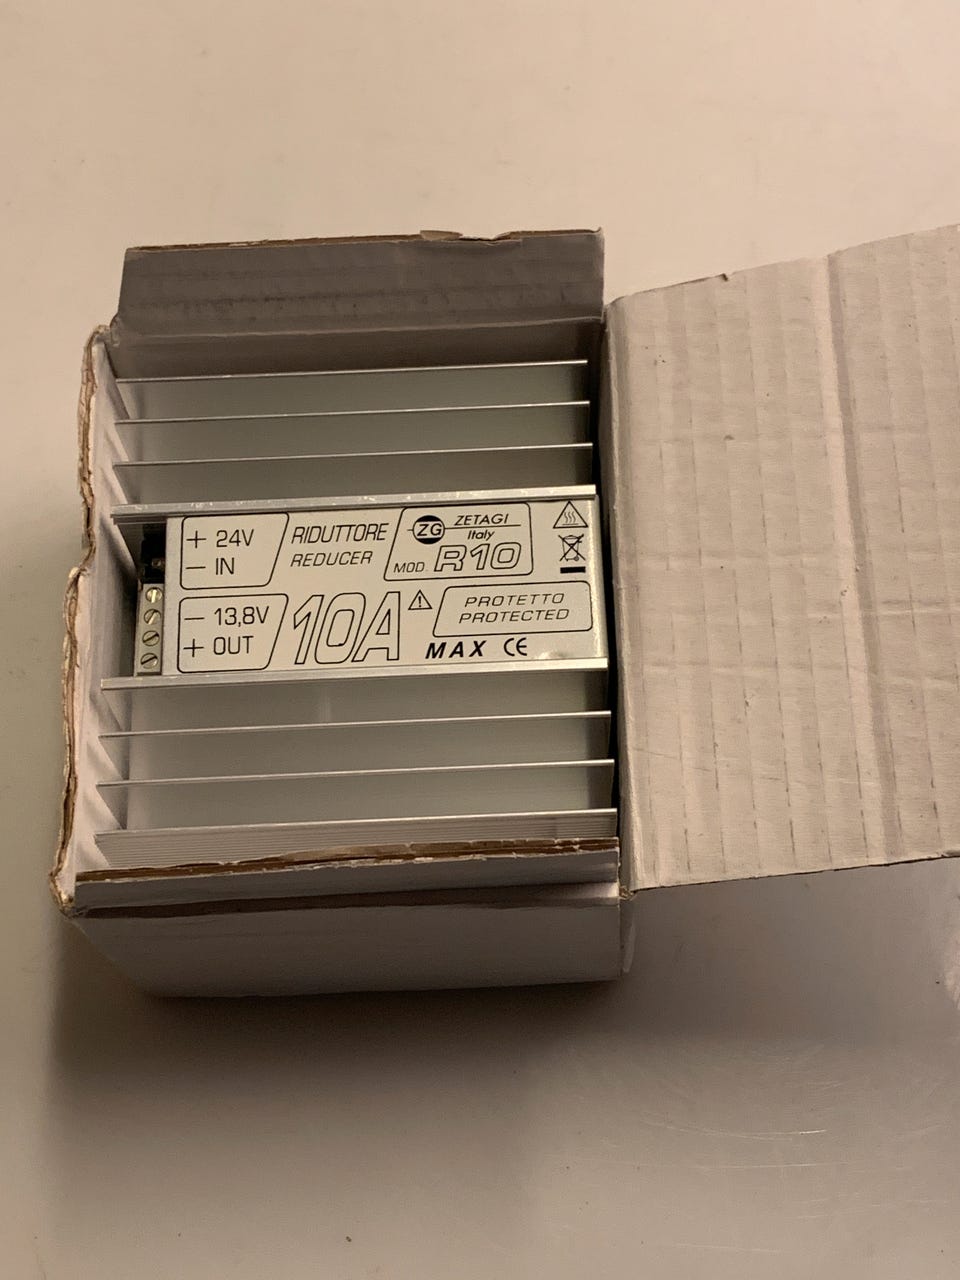 + 24V
− IN
RIDUTTORE
REDUCER
ZG
ZETAGI
Italy
MOD. R10
− 13,8V
+ OUT
10A
MAX CE
PROTETTO
PROTECTED